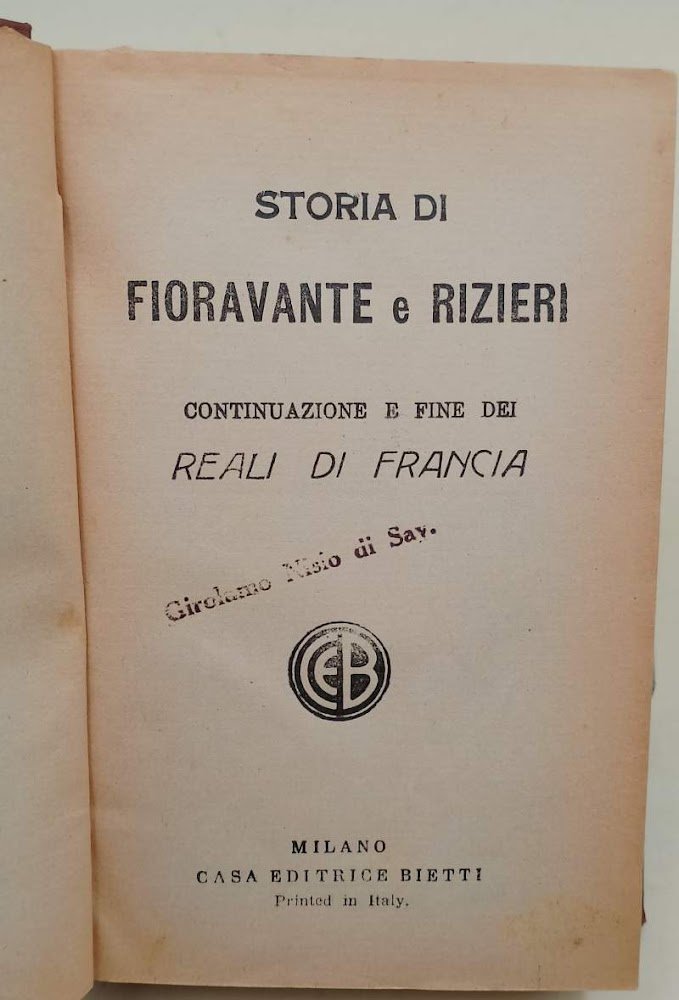 STORIA DI
FIORAVANTE e RIZIERI
CONTINUAZIONE E FINE DEI
REALI DI FRANCIA
Girolamo Nisio di Sav.
CEB
MILANO
CASA EDITRICE BIETTI
Printed in Italy.